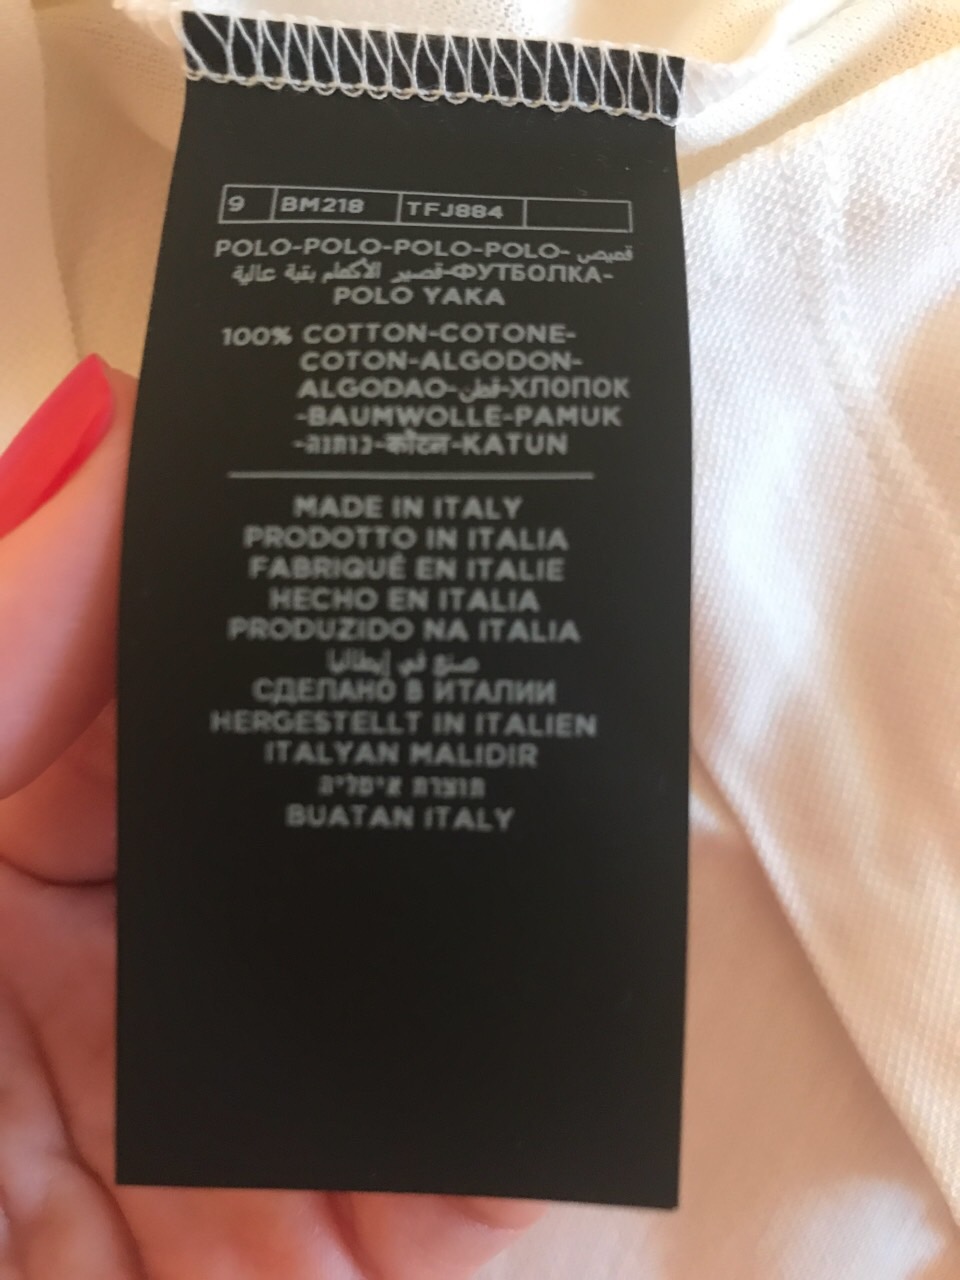 9 BM218 TFJ884
POLO-POLO-POLO-POLO- قميص
قصير الأكمام بقبة عالية-ФУТБОЛКА-
POLO YAKA
100% COTTON-COTONE-
COTON-ALGODON-
ALGODAO-قطن-ХЛОПОК
-BAUMWOLLE-PAMUK
-כותנה-कॉटन-KATUN
MADE IN ITALY
PRODOTTO IN ITALIA
FABRIQUÉ EN ITALIE
HECHO EN ITALIA
PRODUZIDO NA ITALIA
صنع في إيطاليا
СДЕЛАНО В ИТАЛИИ
HERGESTELLT IN ITALIEN
ITALYAN MALIDIR
תוצרת איטליה
BUATAN ITALY